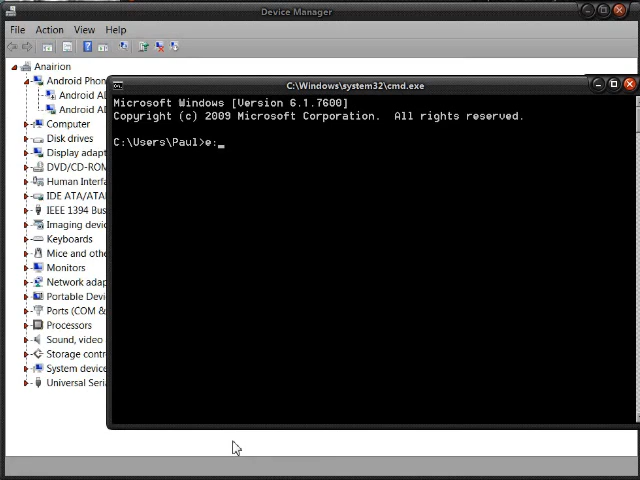 Device Manager
File Action View Help
Anairion
Android Phon
Android AD
Android AD
Computer
Disk drives
Display adapt
DVD/CD-ROM
Human Interfa
IDE ATA/ATAP
IEEE 1394 Bus
Imaging devic
Keyboards
Mice and othe
Monitors
Network adap
Portable Devi
Ports (COM &
Processors
Sound, video
Storage contr
System device
Universal Seria
C:\Windows\system32\cmd.exe
Microsoft Windows [Version 6.1.7600]
Copyright (c) 2009 Microsoft Corporation. All rights reserved.
C:\Users\Paul>e:_